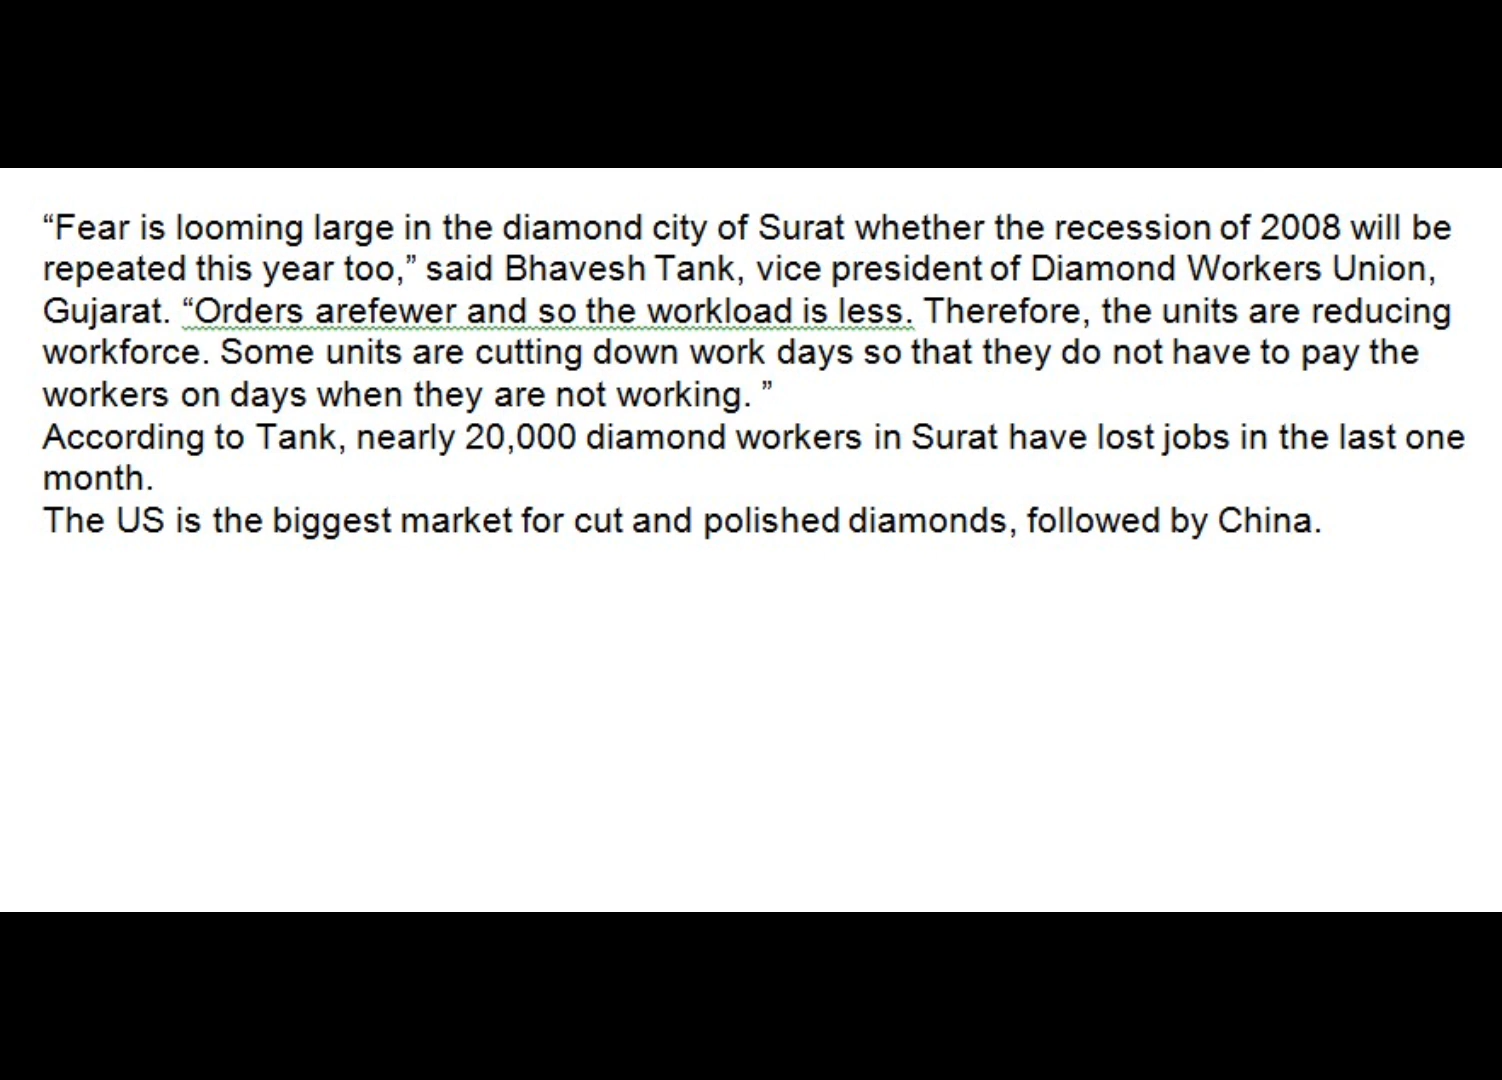 “Fear is looming large in the diamond city of Surat whether the recession of 2008 will be
repeated this year too,” said Bhavesh Tank, vice president of Diamond Workers Union,
Gujarat. “Orders arefewer and so the workload is less. Therefore, the units are reducing
workforce. Some units are cutting down work days so that they do not have to pay the
workers on days when they are not working. ”
According to Tank, nearly 20,000 diamond workers in Surat have lost jobs in the last one
month.
The US is the biggest market for cut and polished diamonds, followed by China.